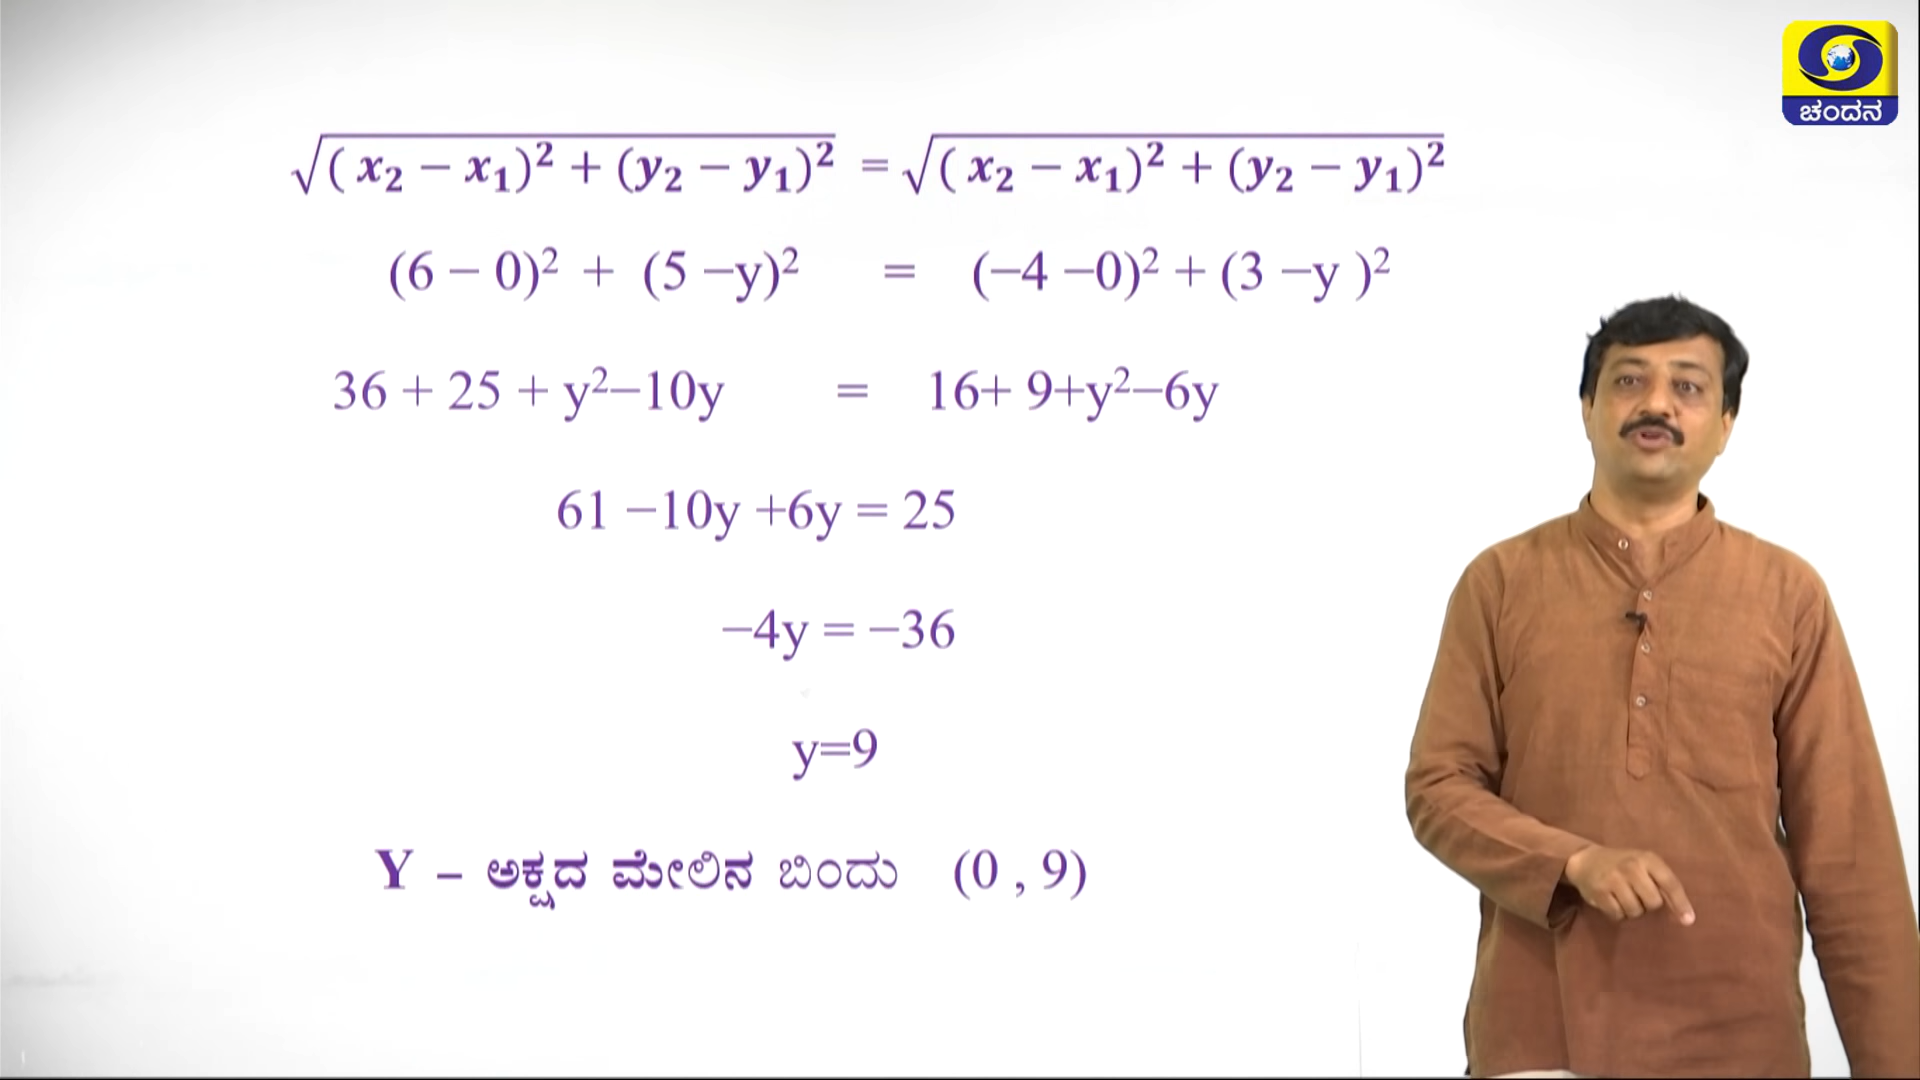 ಚಂದನ
√(x₂ − x₁)² + (y₂ − y₁)² = √(x₂ − x₁)² + (y₂ − y₁)²
(6 − 0)² + (5 −y)² = (−4 −0)² + (3 −y )²
36 + 25 + y²−10y = 16+ 9+y²−6y
61 −10y +6y = 25
−4y = −36
y=9
Y – ಅಕ್ಷದ ಮೇಲಿನ ಬಿಂದು (0 , 9)